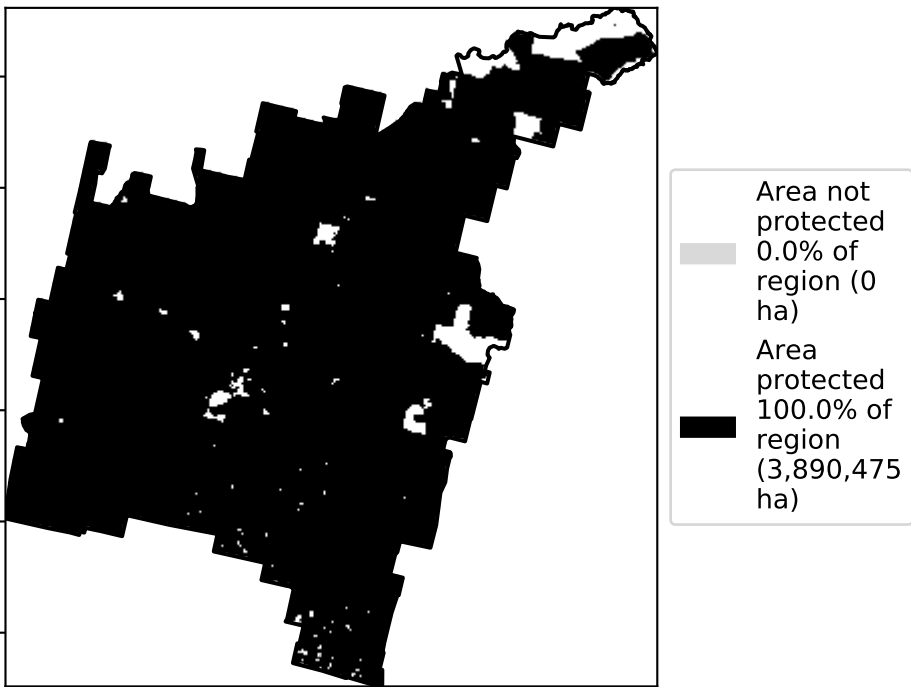 Area not
protected
0.0% of
region (0
ha)
Area
protected
100.0% of
region
(3,890,475
ha)